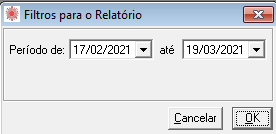 Filtros para o Relatório
Período de: 17/02/2021 até 19/03/2021
Cancelar OK